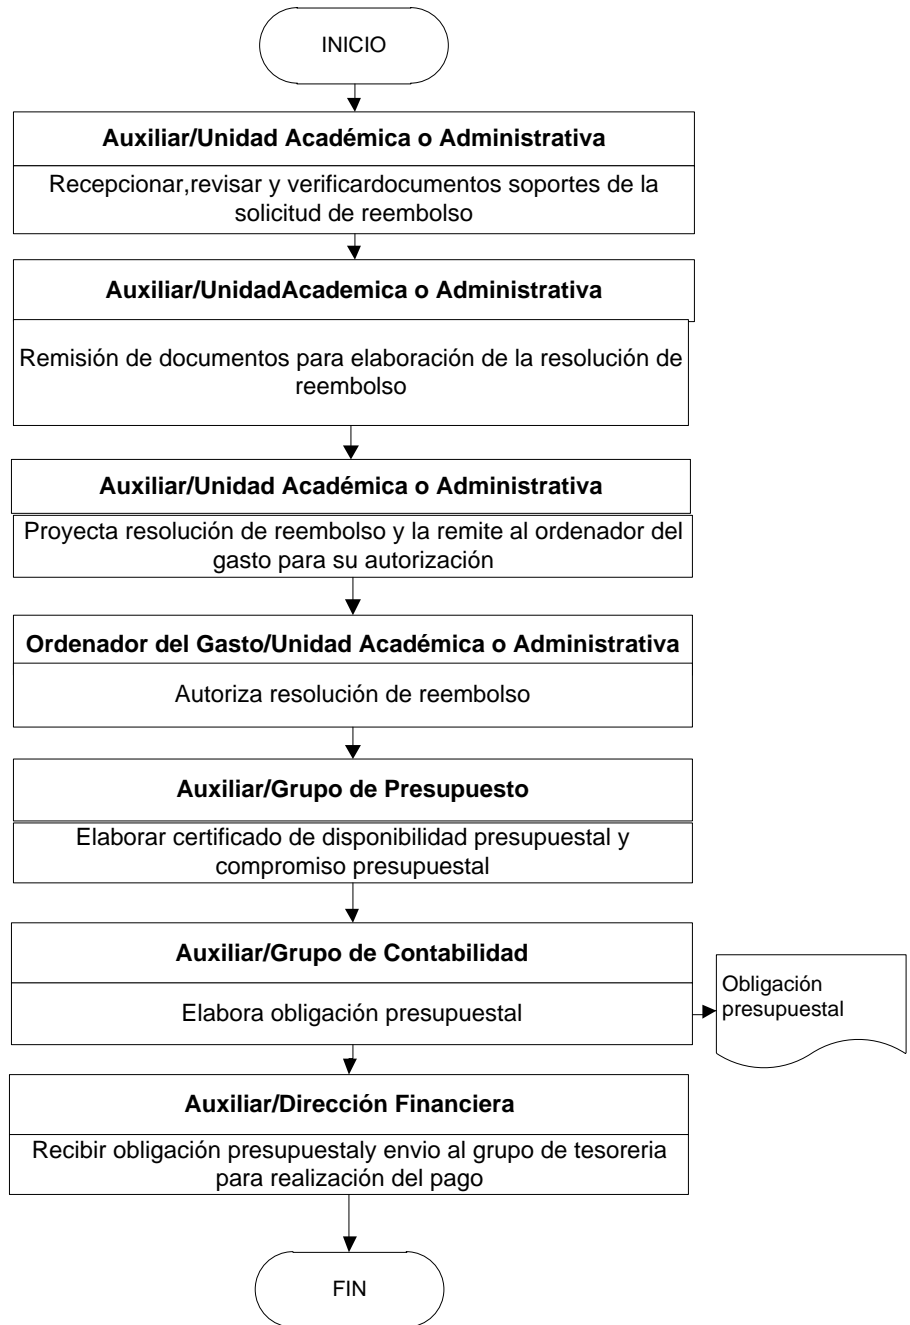 INICIO
Auxiliar/Unidad Académica o Administrativa
Recepcionar,revisar y verificardocumentos soportes de la
solicitud de reembolso
Auxiliar/UnidadAcademica o Administrativa
Remisión de documentos para elaboración de la resolución de
reembolso
Auxiliar/Unidad Académica o Administrativa
Proyecta resolución de reembolso y la remite al ordenador del
gasto para su autorización
Ordenador del Gasto/Unidad Académica o Administrativa
Autoriza resolución de reembolso
Auxiliar/Grupo de Presupuesto
Elaborar certificado de disponibilidad presupuestal y
compromiso presupuestal
Auxiliar/Grupo de Contabilidad
Elabora obligación presupuestal
Obligación
presupuestal
Auxiliar/Dirección Financiera
Recibir obligación presupuestaly envio al grupo de tesoreria
para realización del pago
FIN